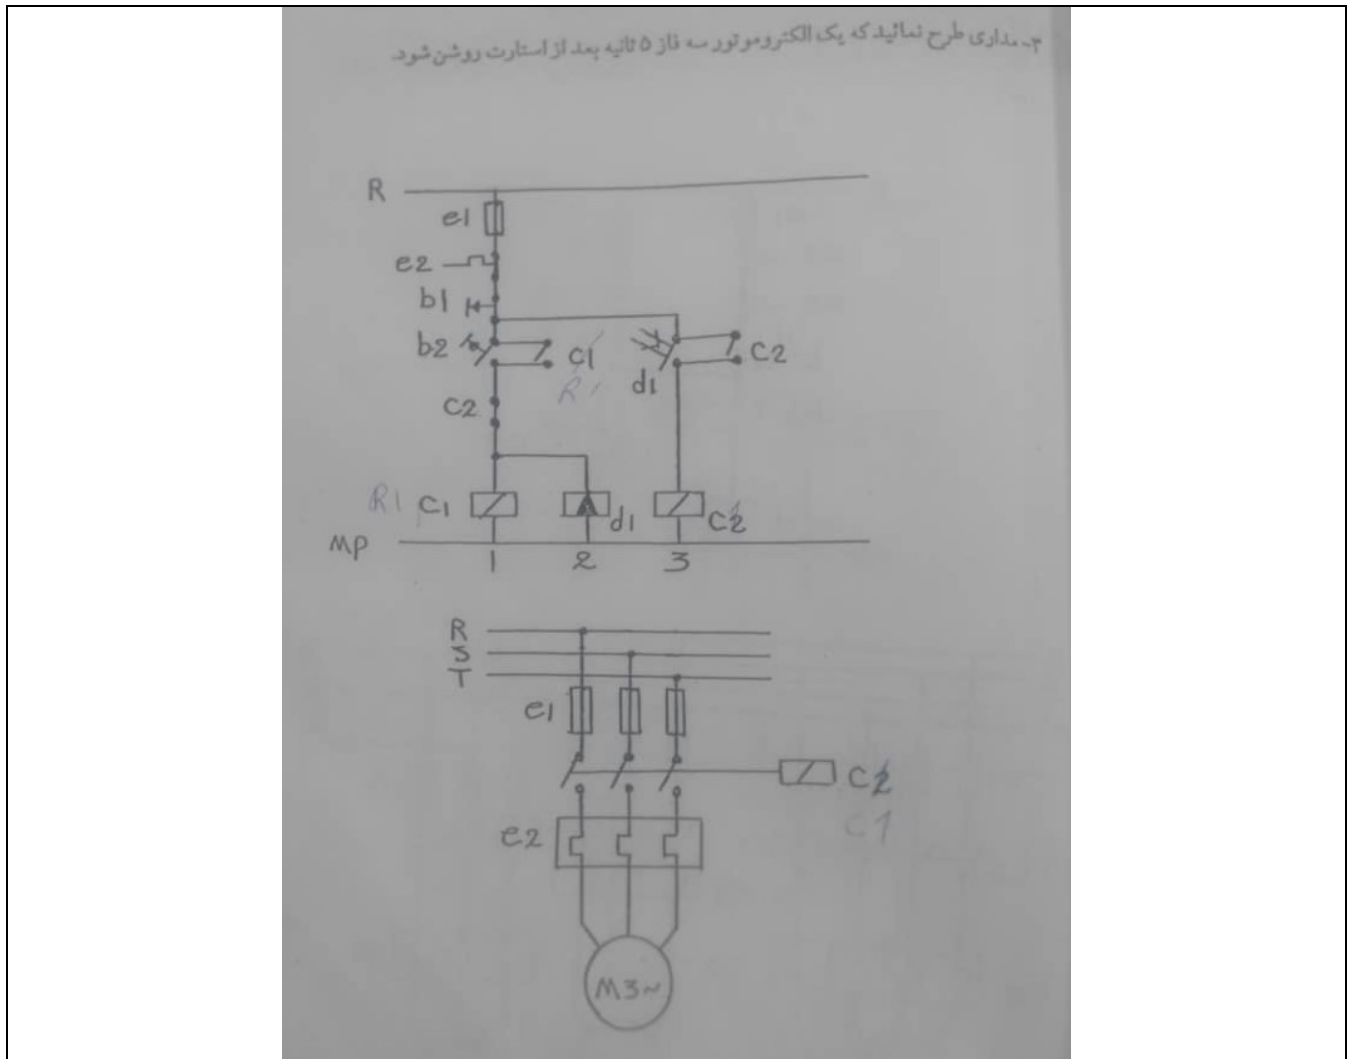 ۳- مداری طرح نمائید که یک الکتروموتور سه فاز ۵ ثانیه بعد از استارت روشن شود.
R
e1
e2
b1
b2 c1 d1 c2
R1
c2
R1 c1 d1 c2
MP
1 2 3
R
S
T
e1
c2
c1
e2
M3~